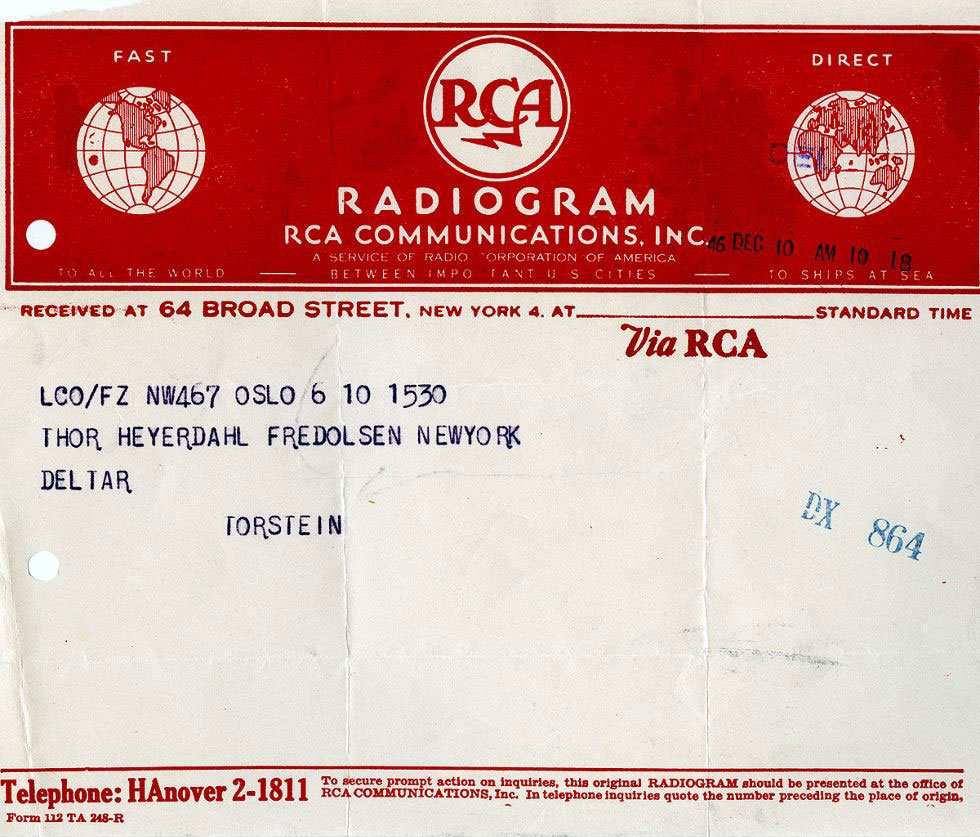 FAST
DIRECT
RCA
RADIOGRAM
RCA COMMUNICATIONS, INC.
46 DEC 10 AM 10 18
A SERVICE OF RADIO CORPORATION OF AMERICA
TO ALL THE WORLD — BETWEEN IMPO TANT U S CITIES — TO SHIPS AT SEA
RECEIVED AT 64 BROAD STREET, NEW YORK 4, AT STANDARD TIME
Via RCA
LCO/FZ NW467 OSLO 6 10 1530
THOR HEYERDAHL FREDOLSEN NEWYORK
DELTAR
TORSTEIN
DX 864
Telephone: HAnover 2-1811
To secure prompt action on inquiries, this original RADIOGRAM should be presented at the office of
RCA COMMUNICATIONS, Inc. In telephone inquiries quote the number preceding the place of origin,
Form 112 TA 248-R